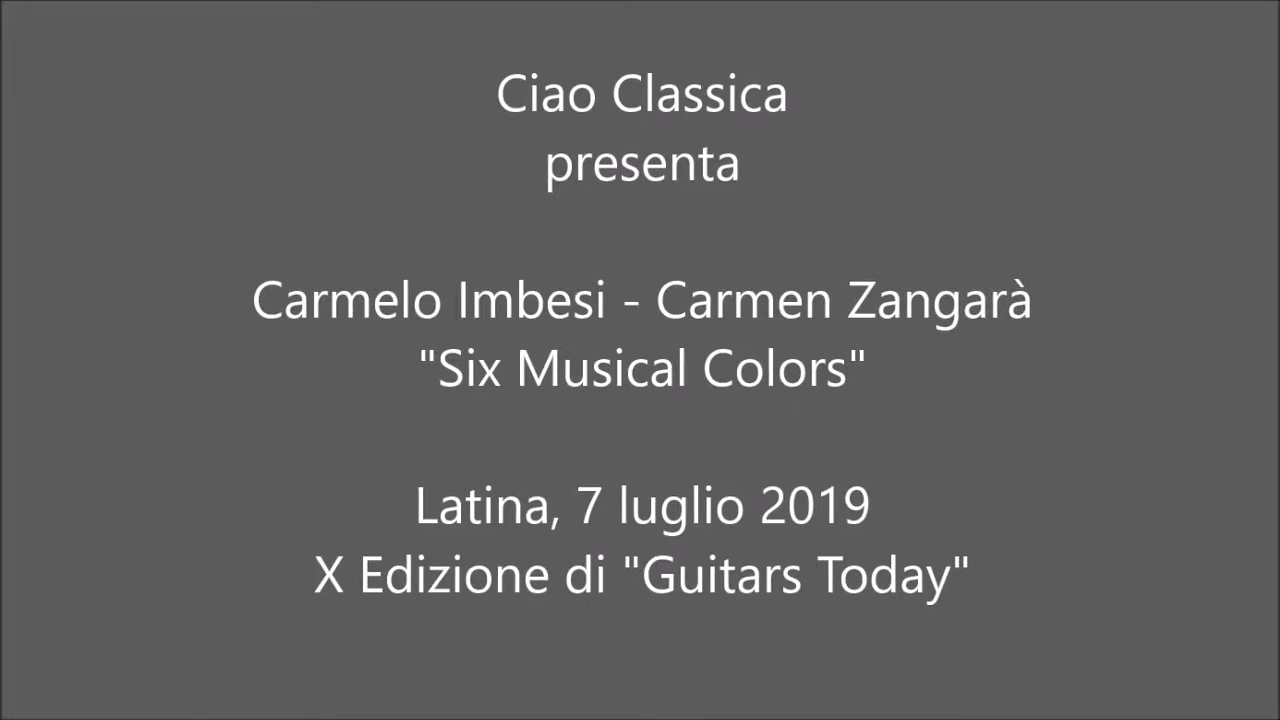 Ciao Classica
presenta
Carmelo Imbesi - Carmen Zangarà
"Six Musical Colors"
Latina, 7 luglio 2019
X Edizione di "Guitars Today"